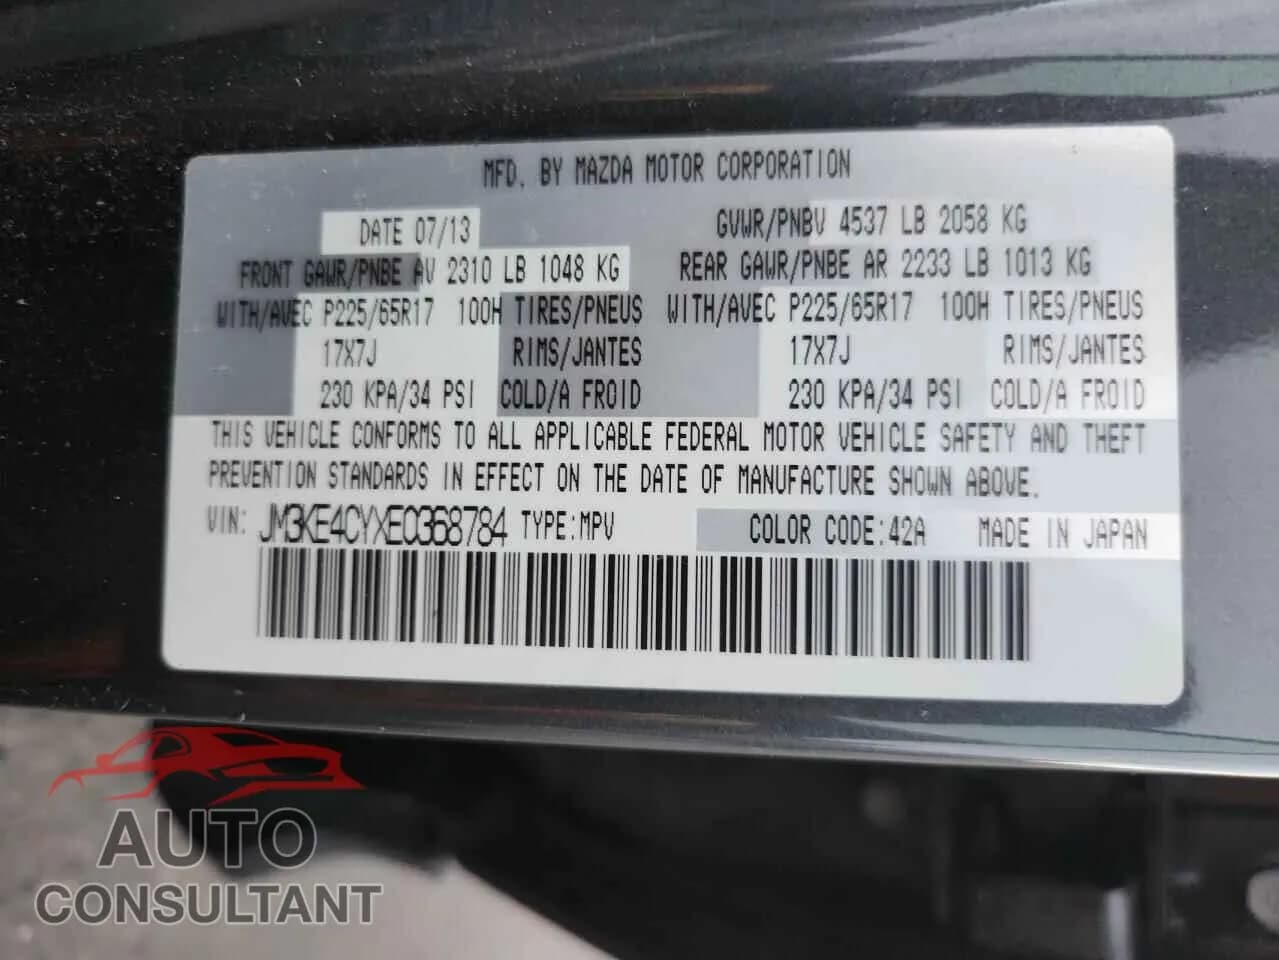 MFD. BY MAZDA MOTOR CORPORATION
DATE 07/13 GVWR/PNBV 4537 LB 2058 KG
FRONT GAWR/PNBE AV 2310 LB 1048 KG REAR GAWR/PNBE AR 2233 LB 1013 KG
WITH/AVEC P225/65R17 100H TIRES/PNEUS WITH/AVEC P225/65R17 100H TIRES/PNEUS
17X7J RIMS/JANTES 17X7J RIMS/JANTES
230 KPA/34 PSI COLD/A FROID 230 KPA/34 PSI COLD/A FROID
THIS VEHICLE CONFORMS TO ALL APPLICABLE FEDERAL MOTOR VEHICLE SAFETY AND THEFT
PREVENTION STANDARDS IN EFFECT ON THE DATE OF MANUFACTURE SHOWN ABOVE.
VIN: JM3KE4CYXE0368784 TYPE:MPV COLOR CODE:42A MADE IN JAPAN
AUTO
CONSULTANT